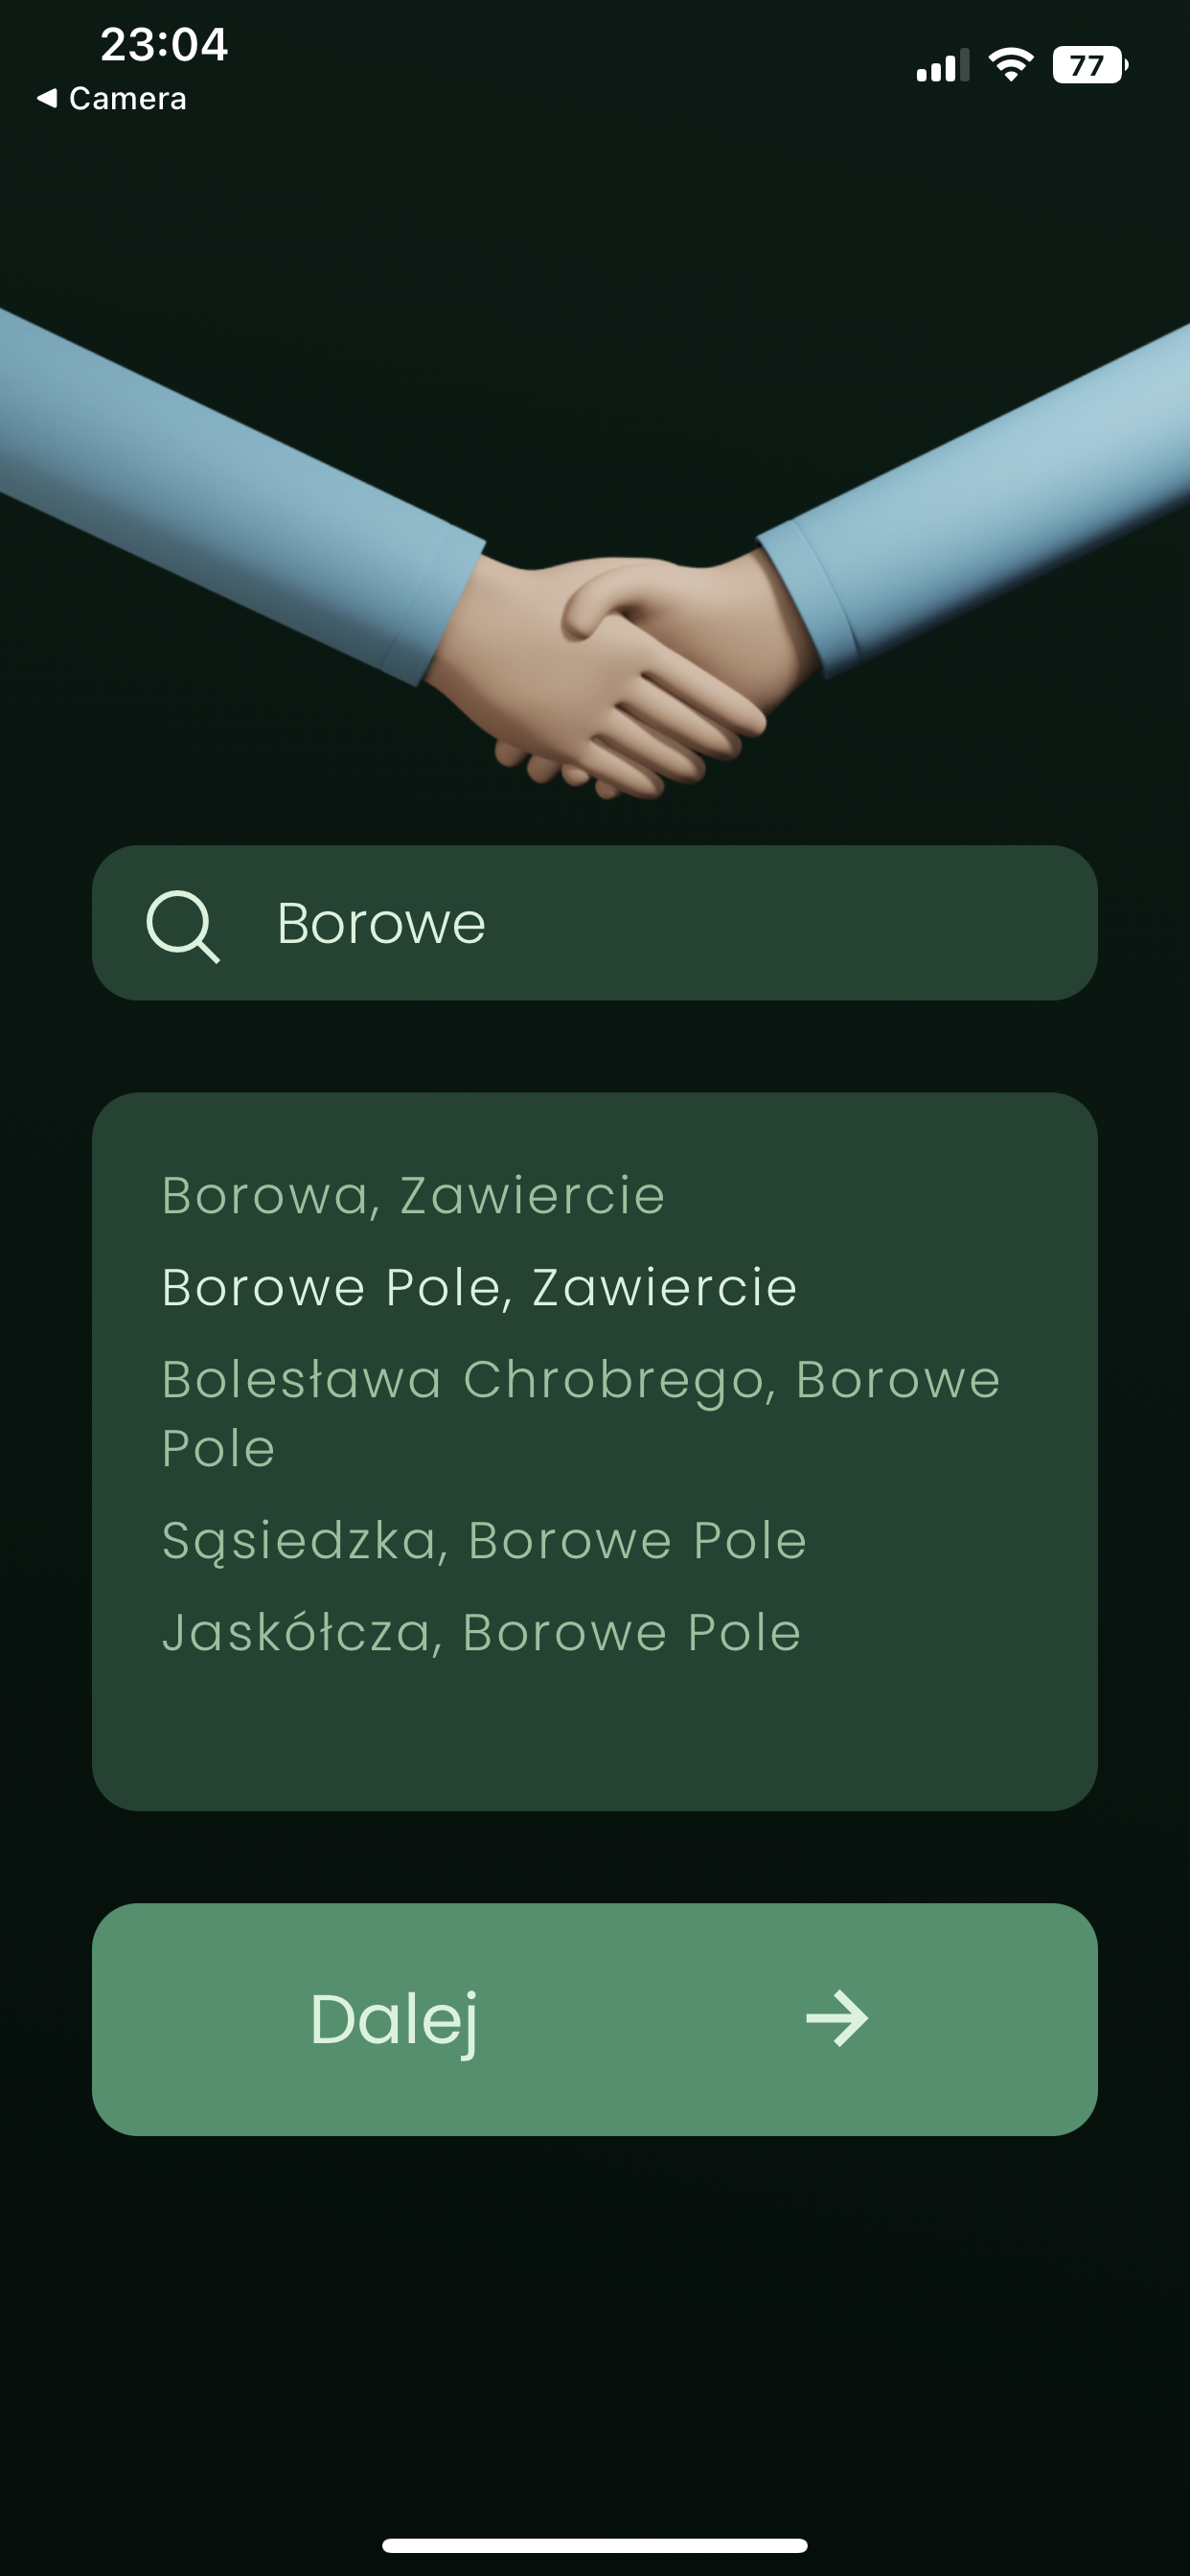 23:04
77
Camera
Borowe
Borowa, Zawiercie
Borowe Pole, Zawiercie
Bolesława Chrobrego, Borowe
Pole
Sąsiedzka, Borowe Pole
Jaskółcza, Borowe Pole
Dalej